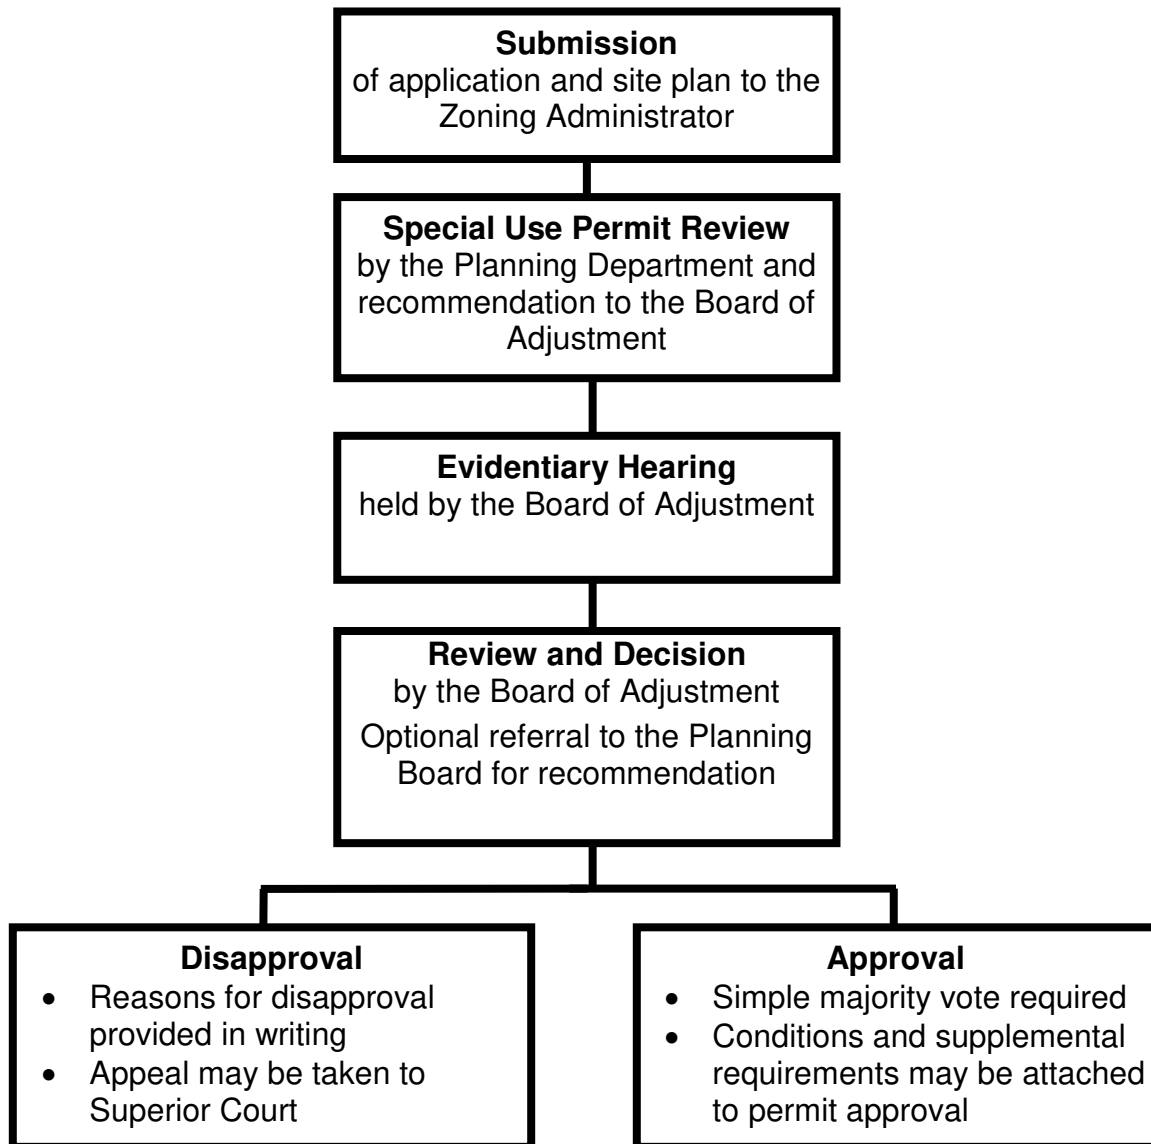 Submission
of application and site plan to the
Zoning Administrator
Special Use Permit Review
by the Planning Department and
recommendation to the Board of
Adjustment
Evidentiary Hearing
held by the Board of Adjustment
Review and Decision
by the Board of Adjustment
Optional referral to the Planning
Board for recommendation
Disapproval
• Reasons for disapproval
provided in writing
• Appeal may be taken to
Superior Court
Approval
• Simple majority vote required
• Conditions and supplemental
requirements may be attached
to permit approval